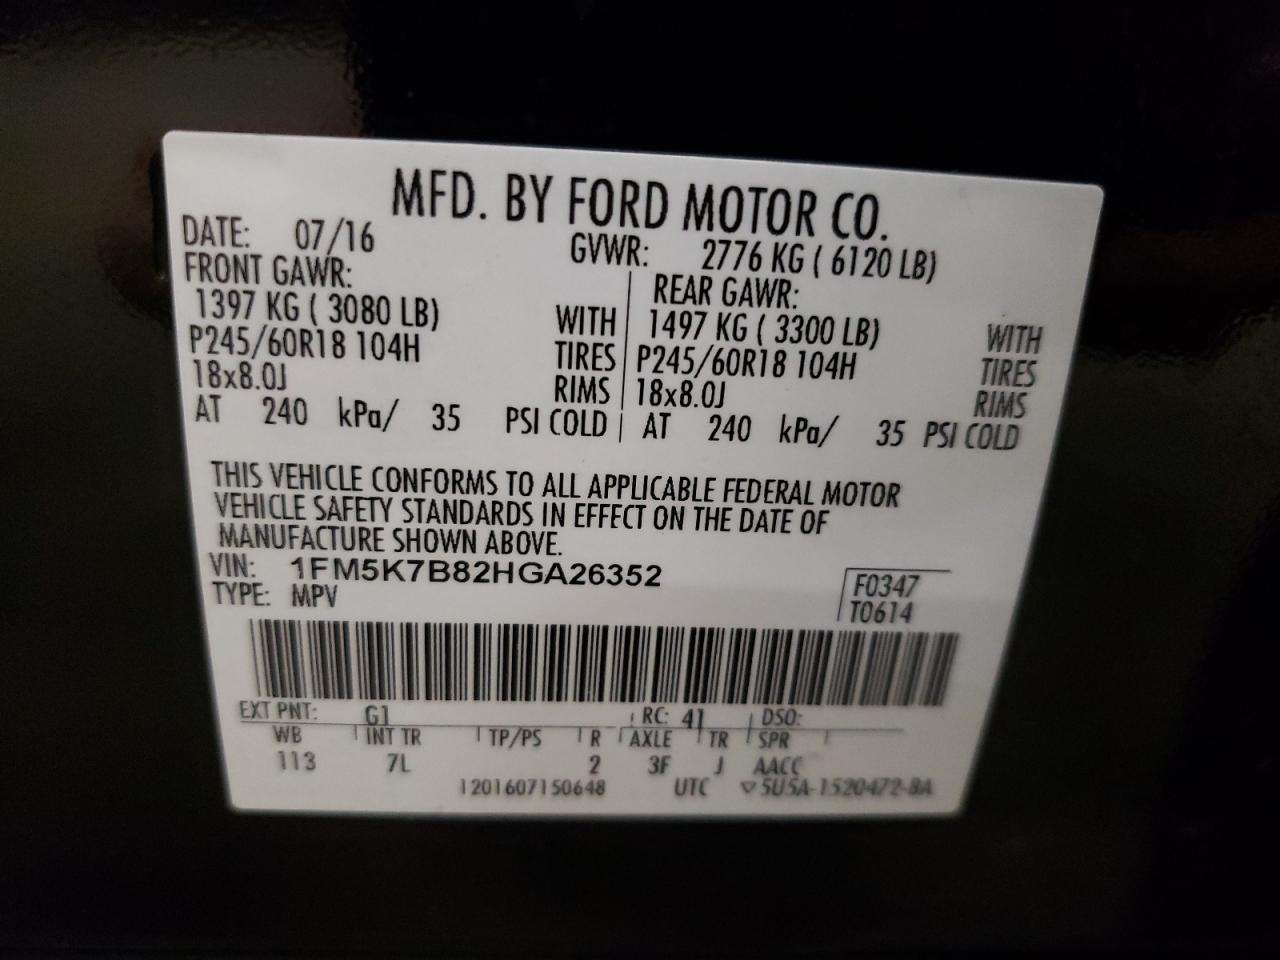 MFD. BY FORD MOTOR CO.
DATE: 07/16 GVWR: 2776 KG ( 6120 LB)
FRONT GAWR: REAR GAWR:
1397 KG ( 3080 LB) WITH 1497 KG ( 3300 LB) WITH
P245/60R18 104H TIRES P245/60R18 104H TIRES
18x8.0J RIMS 18x8.0J RIMS
AT 240 kPa/ 35 PSI COLD AT 240 kPa/ 35 PSI COLD
THIS VEHICLE CONFORMS TO ALL APPLICABLE FEDERAL MOTOR
VEHICLE SAFETY STANDARDS IN EFFECT ON THE DATE OF
MANUFACTURE SHOWN ABOVE.
VIN: 1FM5K7B82HGA26352
TYPE: MPV
F0347
T0614
EXT PNT: G1 RC: 41 DSO:
WB INT TR TP/PS R AXLE TR SPR
113 7L 2 3F J AACC
1201607150648 UTC ▽5U5A-1520472-BA